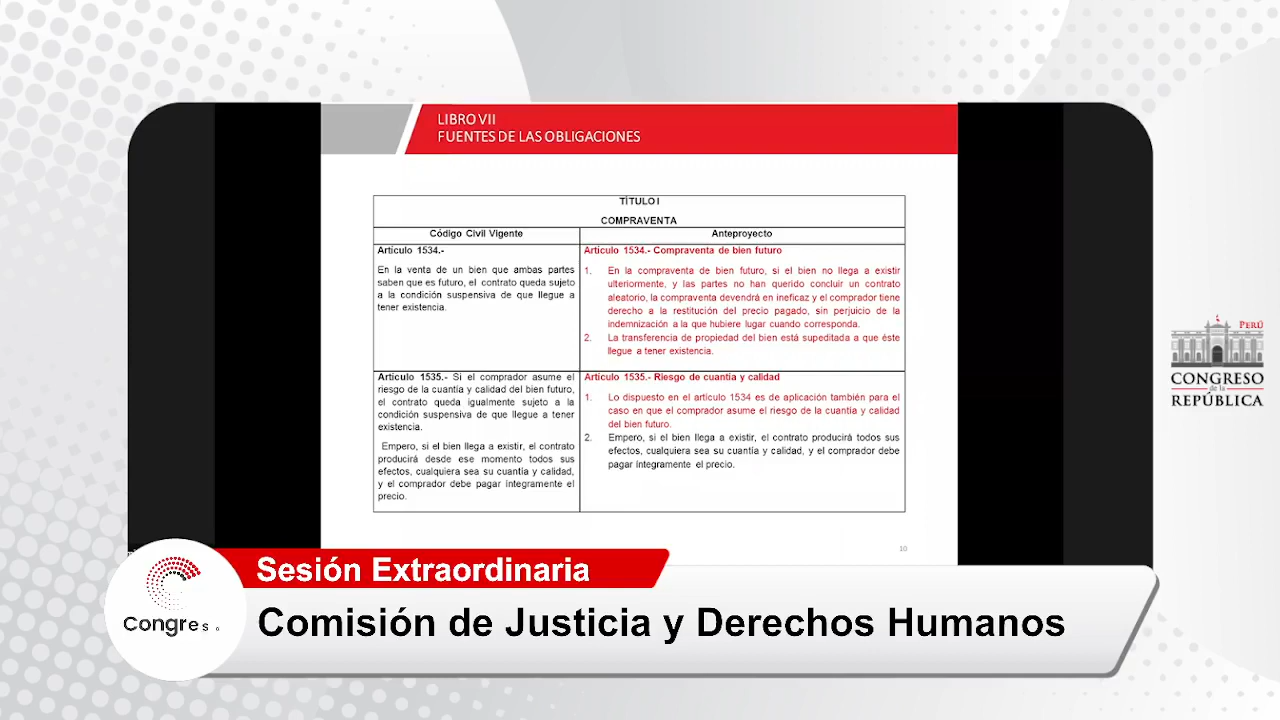 LIBRO VII
FUENTES DE LAS OBLIGACIONES
TÍTULO I
COMPRAVENTA
Código Civil Vigente
Anteproyecto
Artículo 1534.-
En la venta de un bien que ambas partes
saben que es futuro, el contrato queda sujeto
a la condición suspensiva de que llegue a
tener existencia.
Artículo 1534.- Compraventa de bien futuro
1. En la compraventa de bien futuro, si el bien no llega a existir
ulteriormente, y las partes no han querido concluir un contrato
aleatorio, la compraventa devendrá en ineficaz y el comprador tiene
derecho a la restitución del precio pagado, sin perjuicio de la
indemnización a la que hubiere lugar cuando corresponda.
2. La transferencia de propiedad del bien está supeditada a que éste
llegue a tener existencia.
Artículo 1535.- Si el comprador asume el
riesgo de la cuantía y calidad del bien futuro,
el contrato queda igualmente sujeto a la
condición suspensiva de que llegue a tener
existencia.
Empero, si el bien llega a existir, el contrato
producirá desde ese momento todos sus
efectos, cualquiera sea su cuantía y calidad,
y el comprador debe pagar íntegramente el
precio.
Artículo 1535.- Riesgo de cuantía y calidad
1. Lo dispuesto en el artículo 1534 es de aplicación también para el
caso en que el comprador asume el riesgo de la cuantía y calidad
del bien futuro.
2. Empero, si el bien llega a existir, el contrato producirá todos sus
efectos, cualquiera sea su cuantía y calidad, y el comprador debe
pagar íntegramente el precio.
10
PERÚ
CONGRESO
de la
REPÚBLICA
Congreso
Sesión Extraordinaria
Comisión de Justicia y Derechos Humanos